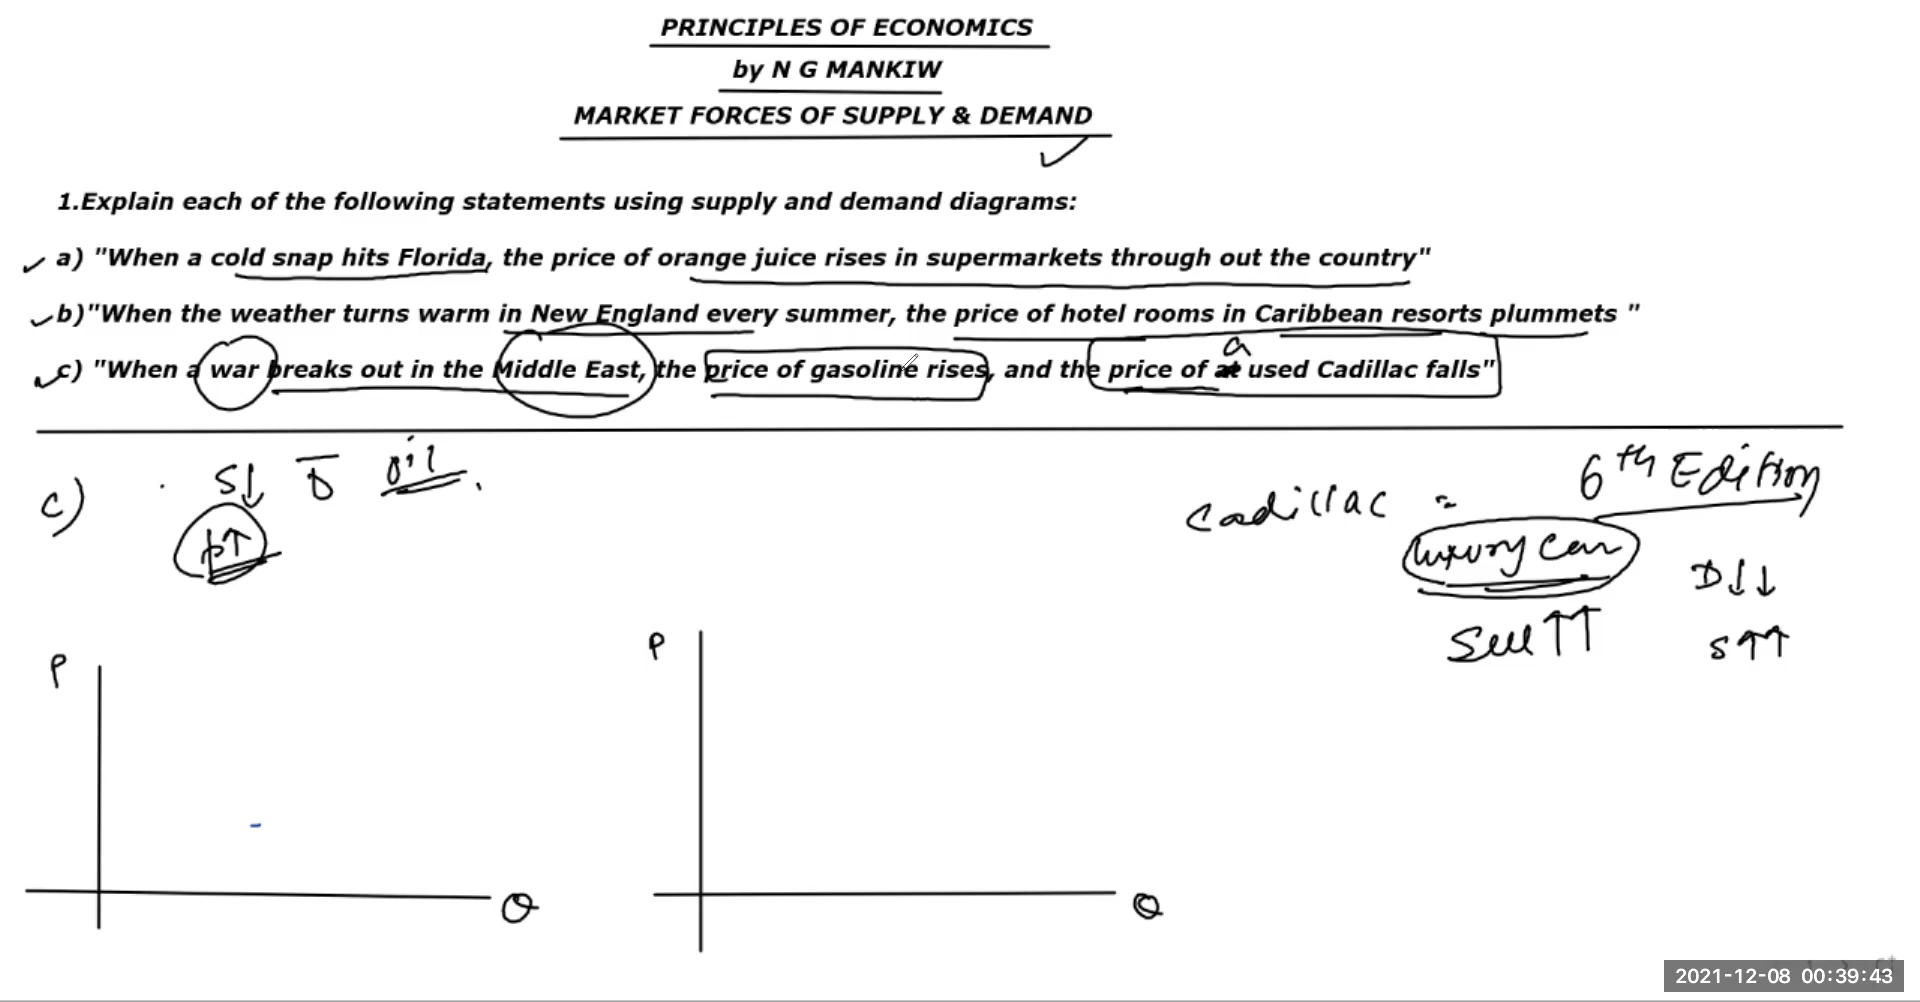 PRINCIPLES OF ECONOMICS
by N G MANKIW
MARKET FORCES OF SUPPLY & DEMAND
1.Explain each of the following statements using supply and demand diagrams:
a) "When a cold snap hits Florida, the price of orange juice rises in supermarkets through out the country"
b)"When the weather turns warm in New England every summer, the price of hotel rooms in Caribbean resorts plummets "
c) "When a war breaks out in the Middle East, the price of gasoline rises, and the price of a used Cadillac falls"
c) S↓ D̅ oil
P↑
Cadillac =
6th Edition
luxury car
D↓↓
Sell↑↑
S↑↑
P
P
Q
Q
2021-12-08 00:39:43